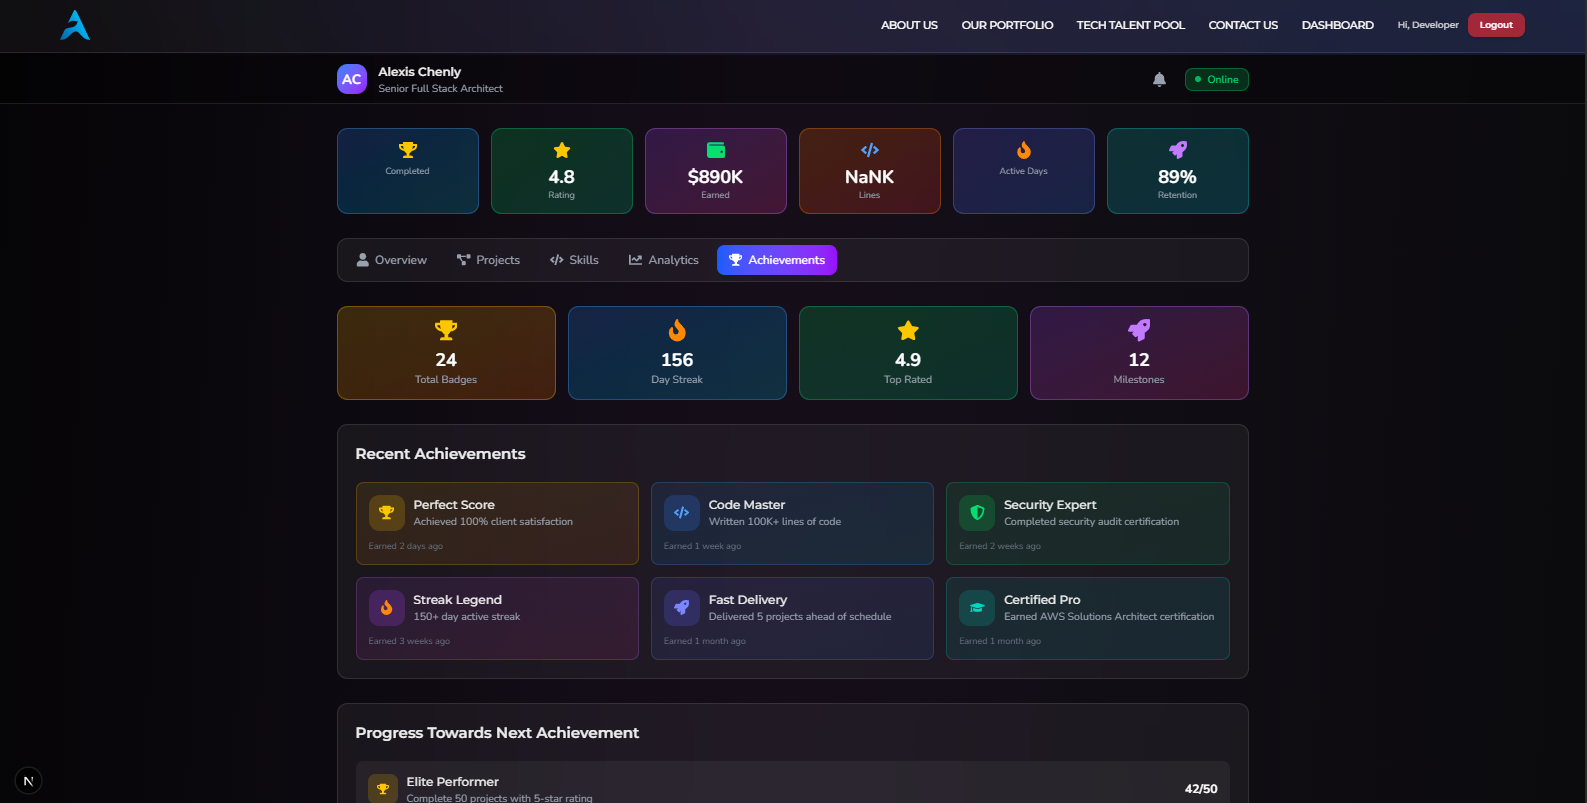 ABOUT US OUR PORTFOLIO TECH TALENT POOL CONTACT US DASHBOARD Hi, Developer Logout
AC Alexis Chenly
Senior Full Stack Architect
Online
Completed
4.8
Rating
$890K
Earned
NaNK
Lines
Active Days
89%
Retention
Overview Projects Skills Analytics Achievements
24
Total Badges
156
Day Streak
4.9
Top Rated
12
Milestones
Recent Achievements
Perfect Score
Achieved 100% client satisfaction
Earned 2 days ago
Code Master
Written 100K+ lines of code
Earned 1 week ago
Security Expert
Completed security audit certification
Earned 2 weeks ago
Streak Legend
150+ day active streak
Earned 3 weeks ago
Fast Delivery
Delivered 5 projects ahead of schedule
Earned 1 month ago
Certified Pro
Earned AWS Solutions Architect certification
Earned 1 month ago
Progress Towards Next Achievement
Elite Performer
Complete 50 projects with 5-star rating
42/50
N